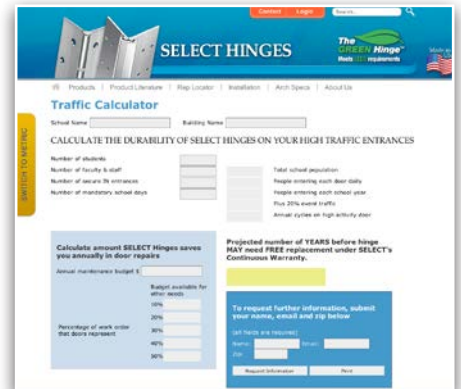 Contact Login Search...
SELECT HINGES
The GREEN Hinge™
Meets requirements
Made in
Products | Product Literature | Rep Locator | Installation | Arch Specs | About Us
Traffic Calculator
School Name Building Name
CALCULATE THE DURABILITY OF SELECT HINGES ON YOUR HIGH TRAFFIC ENTRANCES
SWITCH TO METRIC
Number of students
Number of faculty & staff Total school population
Number of secure IN entrances People entering each door daily
Number of mandatory school days People entering each school year
Plus 20% event traffic
Annual cycles on high activity door
Calculate amount SELECT Hinges saves
you annually in door repairs
Annual maintenance budget $
Budget available for
other needs
Percentage of work order
that doors represent
10%
20%
30%
40%
50%
Projected number of YEARS before hinge
MAY need FREE replacement under SELECT's
Continuous Warranty.
To request further information, submit
your name, email and zip below
(all fields are required)
Name: Email:
Zip:
Request Information Print